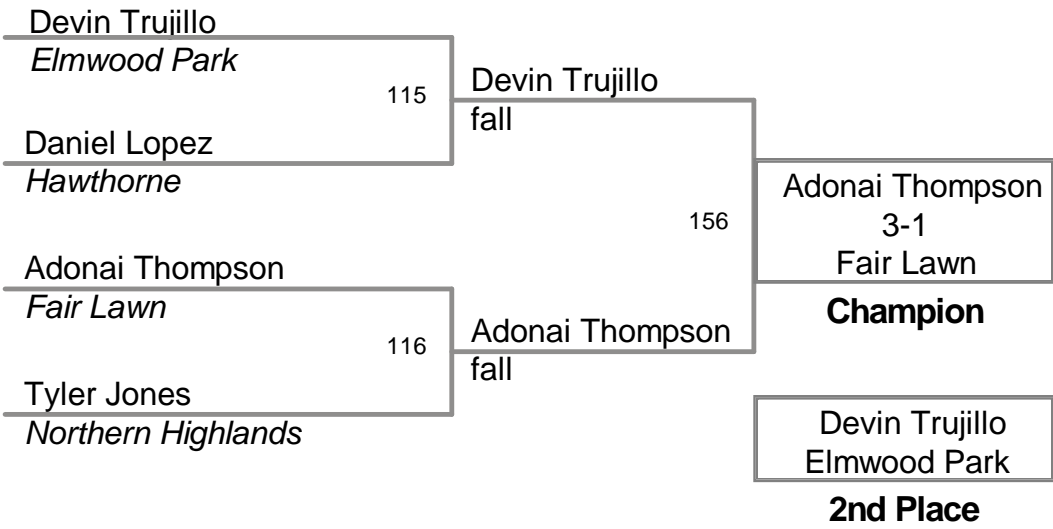 Devin Trujillo
Elmwood Park
115
Daniel Lopez
Hawthorne
Devin Trujillo
fall
Adonai Thompson
Fair Lawn
116
Tyler Jones
Northern Highlands
Adonai Thompson
fall
156
Adonai Thompson
3-1
Fair Lawn
Champion
Devin Trujillo
Elmwood Park
2nd Place